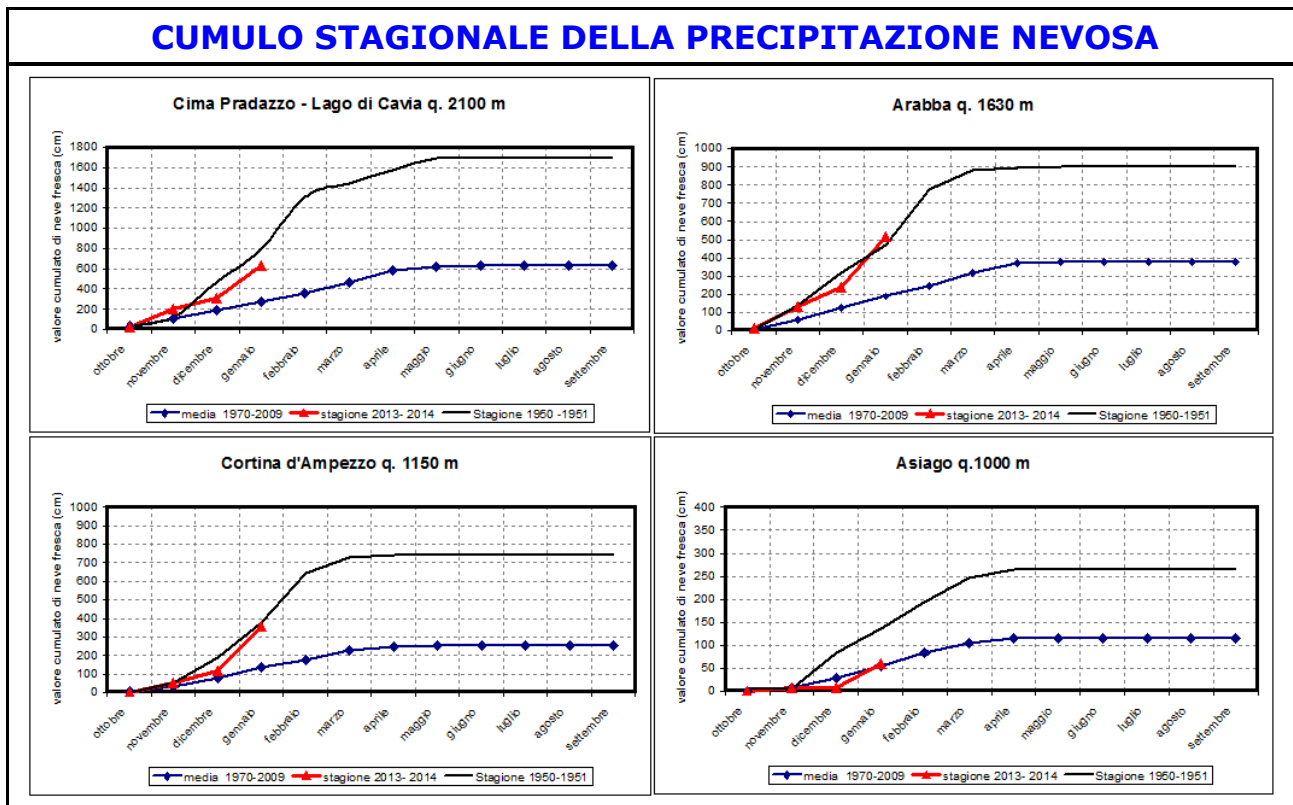 CUMULO STAGIONALE DELLA PRECIPITAZIONE NEVOSA
Cima Pradazzo - Lago di Cavia q. 2100 m
valore cumulato di neve fresca (cm)
1800
1600
1400
1200
1000
800
600
400
200
0
ottobre
novembre
dicembre
gennaio
febbraio
marzo
aprile
maggio
giugno
luglio
agosto
settembre
media 1970-2009 stagione 2013- 2014 Stagione 1950 -1951
Arabba q. 1630 m
valore cumulato di neve fresca (cm)
1000
900
800
700
600
500
400
300
200
100
0
ottobre
novembre
dicembre
gennaio
febbraio
marzo
aprile
maggio
giugno
luglio
agosto
settembre
media 1970-2009 stagione 2013- 2014 Stagione 1950-1951
Cortina d'Ampezzo q. 1150 m
valore cumulato di neve fresca (cm)
1000
900
800
700
600
500
400
300
200
100
0
ottobre
novembre
dicembre
gennaio
febbraio
marzo
aprile
maggio
giugno
luglio
agosto
settembre
media 1970-2009 stagione 2013- 2014 Stagione 1950-1951
Asiago q.1000 m
valore cumulato di neve fresca (cm)
400
350
300
250
200
150
100
50
0
ottobre
novembre
dicembre
gennaio
febbraio
marzo
aprile
maggio
giugno
luglio
agosto
settembre
media 1970-2009 stagione 2013- 2014 Stagione 1950-1951